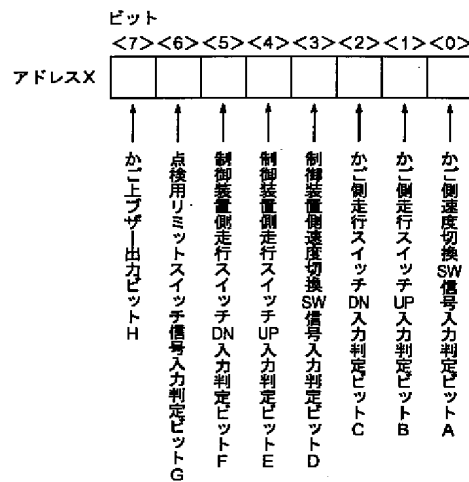 ビット
<7> <6> <5> <4> <3> <2> <1> <0>
アドレスX
かご上ブザー出力ビットH
点検用リミットスイッチ信号入力判定ビットG
制御装置側走行スイッチDN入力判定ビットF
制御装置側走行スイッチUP入力判定ビットE
制御装置側速度切換SW信号入力判定ビットD
かご側走行スイッチDN入力判定ビットC
かご側走行スイッチUP入力判定ビットB
かご側速度切換SW信号入力判定ビットA